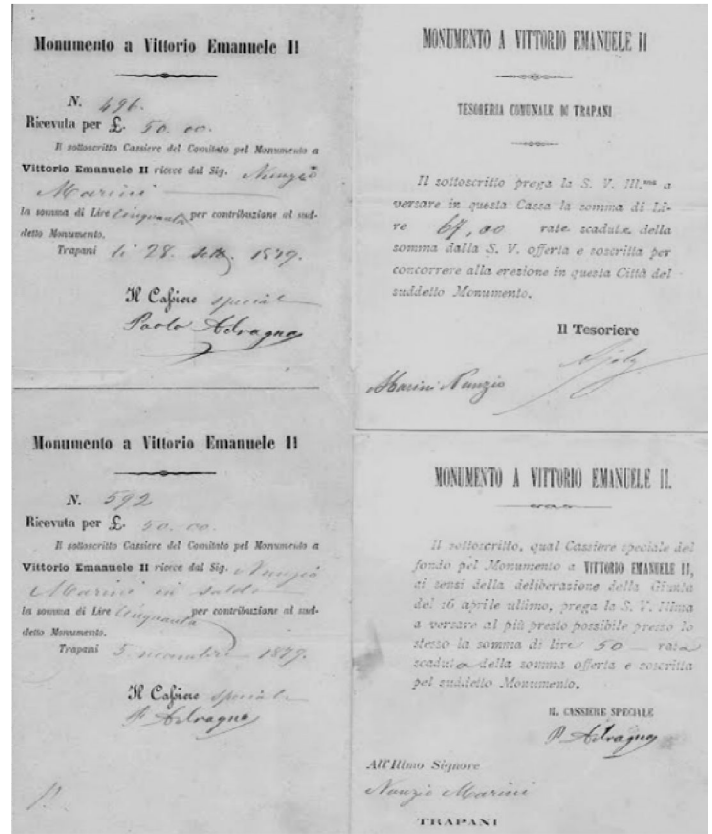 Monumento a Vittorio Emanuele II
N. 496.
Ricevuta per £. 50. 00.
Il sottoscritto Cassiere del Comitato pel Monumento a
Vittorio Emanuele II riceve dal Sig. Nunzio
Marini
la somma di Lire Cinquanta per contribuzione al sud-
detto Monumento.
Trapani li 28. Sett. 1879.
Il Cassiere speciale
Paolo Adragna
MONUMENTO A VITTORIO EMANUELE II
TESORERIA COMUNALE DI TRAPANI
Il sottoscritto prega la S. V. Ill.ma a
versare in questa Cassa la somma di Li-
re 67,00 rate scadute della
somma dalla S. V. offerta e soscritta per
concorrere alla erezione in questa Città del
suddetto Monumento.
Il Tesoriere
Marini Nunzio
Monumento a Vittorio Emanuele II
N. 592
Ricevuta per £. 50. 00.
Il sottoscritto Cassiere del Comitato pel Monumento a
Vittorio Emanuele II riceve dal Sig. Nunzio
Marini in saldo
la somma di Lire Cinquanta per contribuzione al sud-
detto Monumento.
Trapani 5 1879.
Il Cassiere speciale
P. Adragna
MONUMENTO A VITTORIO EMANUELE II.
Il sottoscritto, qual Cassiere speciale del
fondo pel Monumento a VITTORIO EMANUELE II,
ai sensi della deliberazione della Giunta
del 16 aprile ultimo, prega la S. V. Illma
a versare al più presto possibile presso lo
stesso la somma di lire 50 rata
scaduta della somma offerta e soscritta
pel suddetto Monumento.
IL CASSIERE SPECIALE
P. Adragna
All'Illmo Signore
Nunzio Marini
TRAPANI